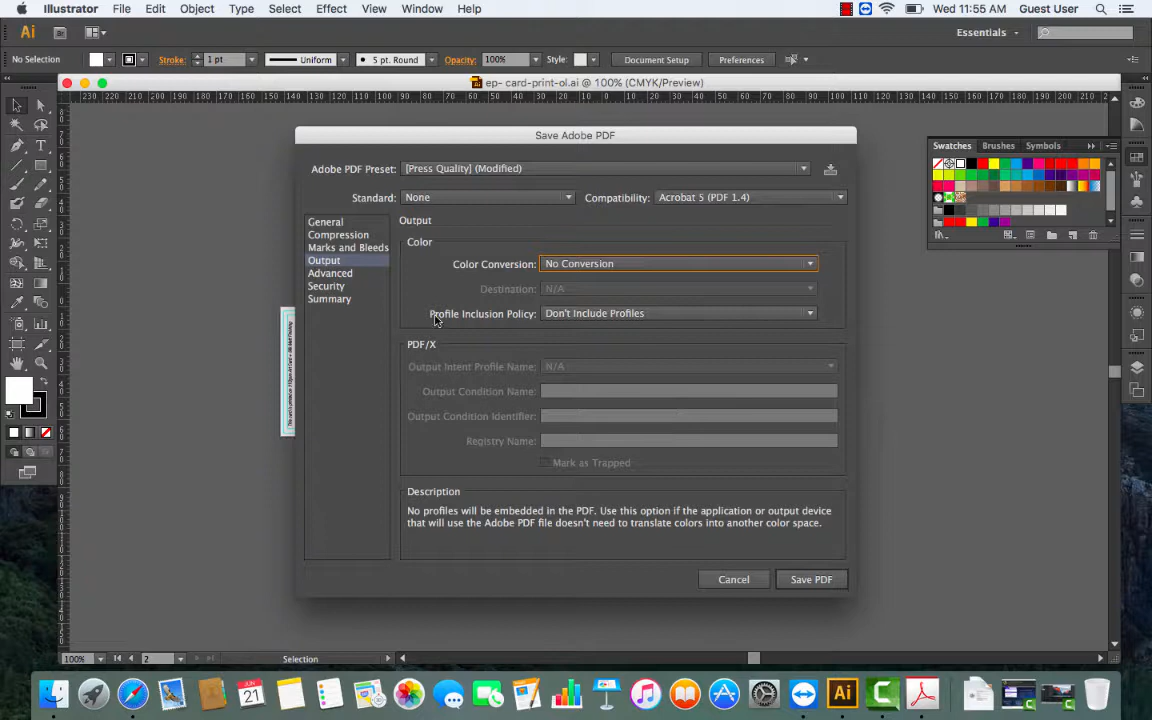 Illustrator File Edit Object Type Select Effect View Window Help
Wed 11:55 AM Guest User
Ai Essentials
No Selection Stroke: 1 pt Uniform 5 pt. Round Opacity: 100% Style: Document Setup Preferences
ep- card-print-ol.ai @ 100% (CMYK/Preview)
Save Adobe PDF
Swatches Brushes Symbols
Adobe PDF Preset: [Press Quality] (Modified)
Standard: None Compatibility: Acrobat 5 (PDF 1.4)
General
Compression
Marks and Bleeds
Output
Advanced
Security
Summary
Output
Color
Color Conversion: No Conversion
Destination: N/A
Profile Inclusion Policy: Don't Include Profiles
PDF/X
Output Intent Profile Name: N/A
Output Condition Name:
Output Condition Identifier:
Registry Name:
Mark as Trapped
Description
No profiles will be embedded in the PDF. Use this option if the application or output device
that will use the Adobe PDF file doesn't need to translate colors into another color space.
Cancel Save PDF
100% 2 Selection
JUN
21
Ai